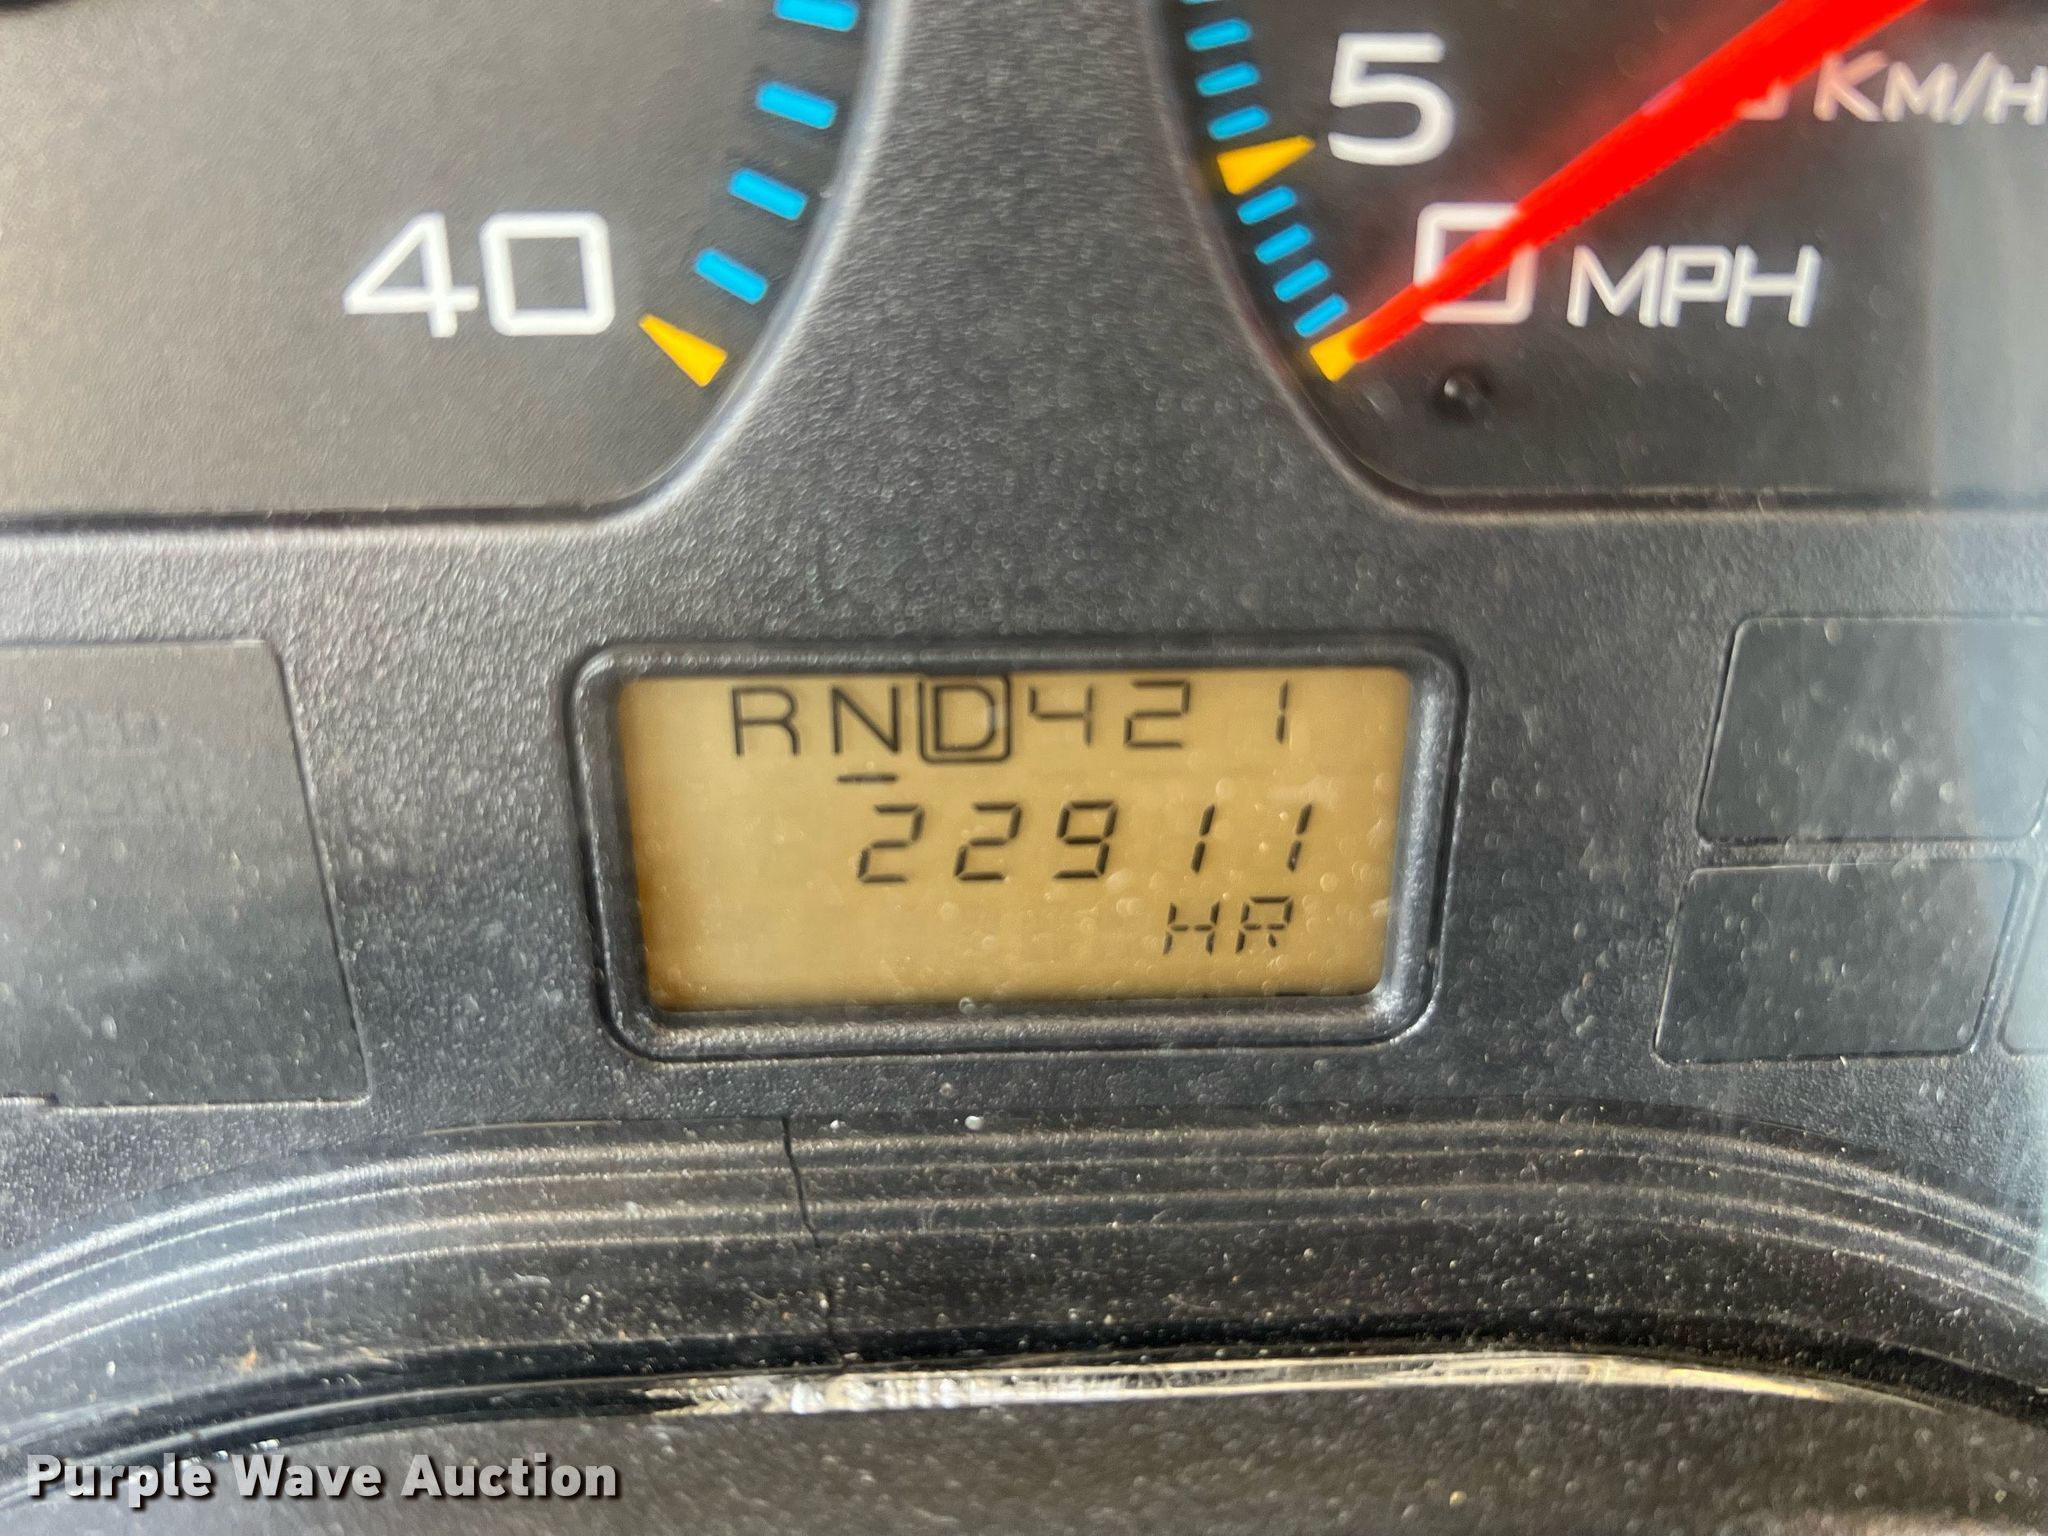 5
KM/H
40
0 MPH
RND421
22911
HR
Purple Wave Auction